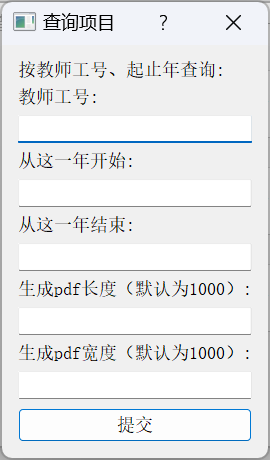 查询项目
按教师工号、起止年查询:
教师工号:
从这一年开始:
从这一年结束:
生成pdf长度（默认为1000）:
生成pdf宽度（默认为1000）:
提交